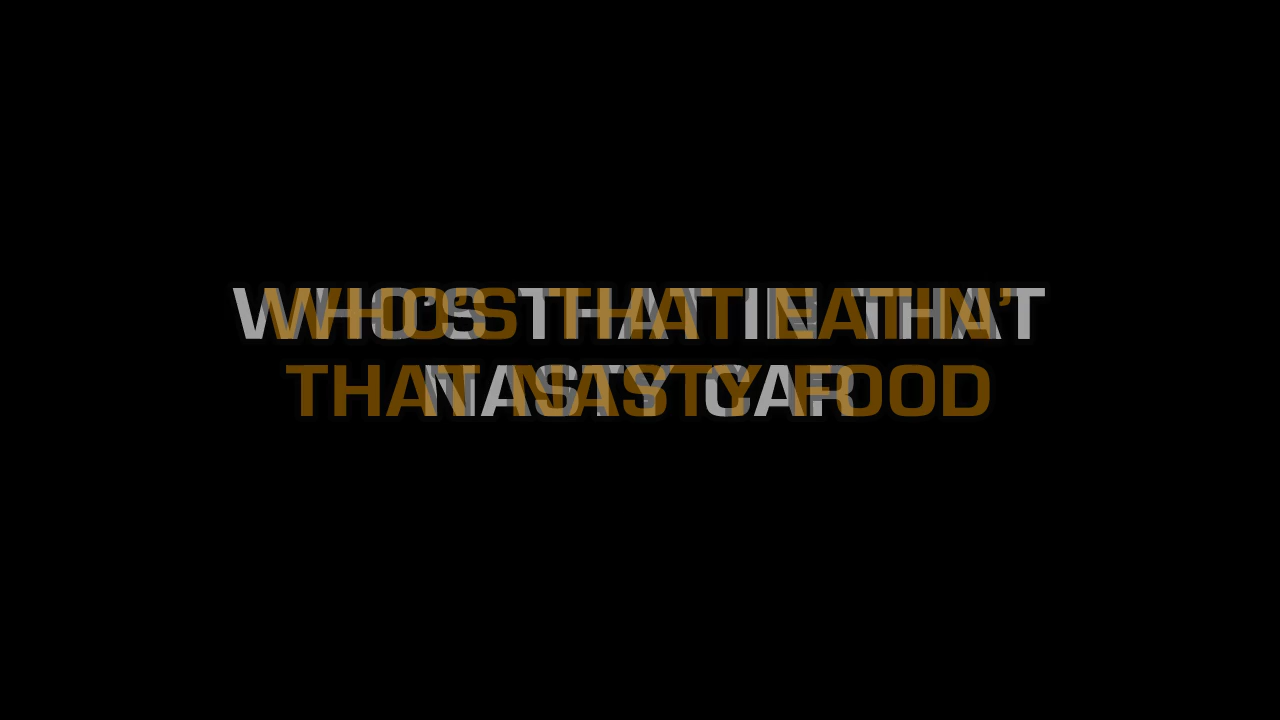 WHO'S THAT IN THAT
NASTY CAR
WHO'S THAT EATIN'
THAT NASTY FOOD